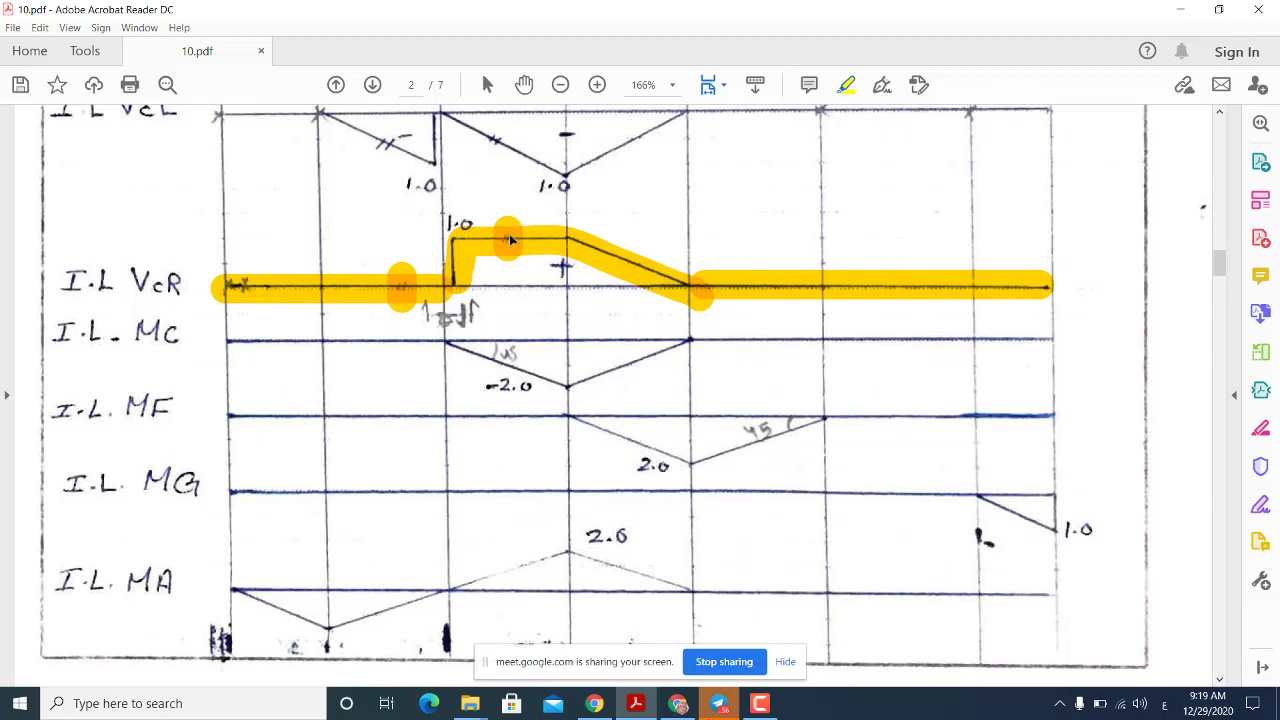 10.pdf - Adobe Acrobat Reader DC
File Edit View Sign Window Help
Home Tools 10.pdf × Sign In
2 / 7 166%
I.L VCL
1.0 1.0
1.0
I.L VCR
+
I.L. MC
-2.0
I.L. MF
45
2.0
I.L. MG
1.0
2.0
I.L. MA
meet.google.com is sharing your screen. Stop sharing Hide
Type here to search
56
9:19 AM
12/29/2020